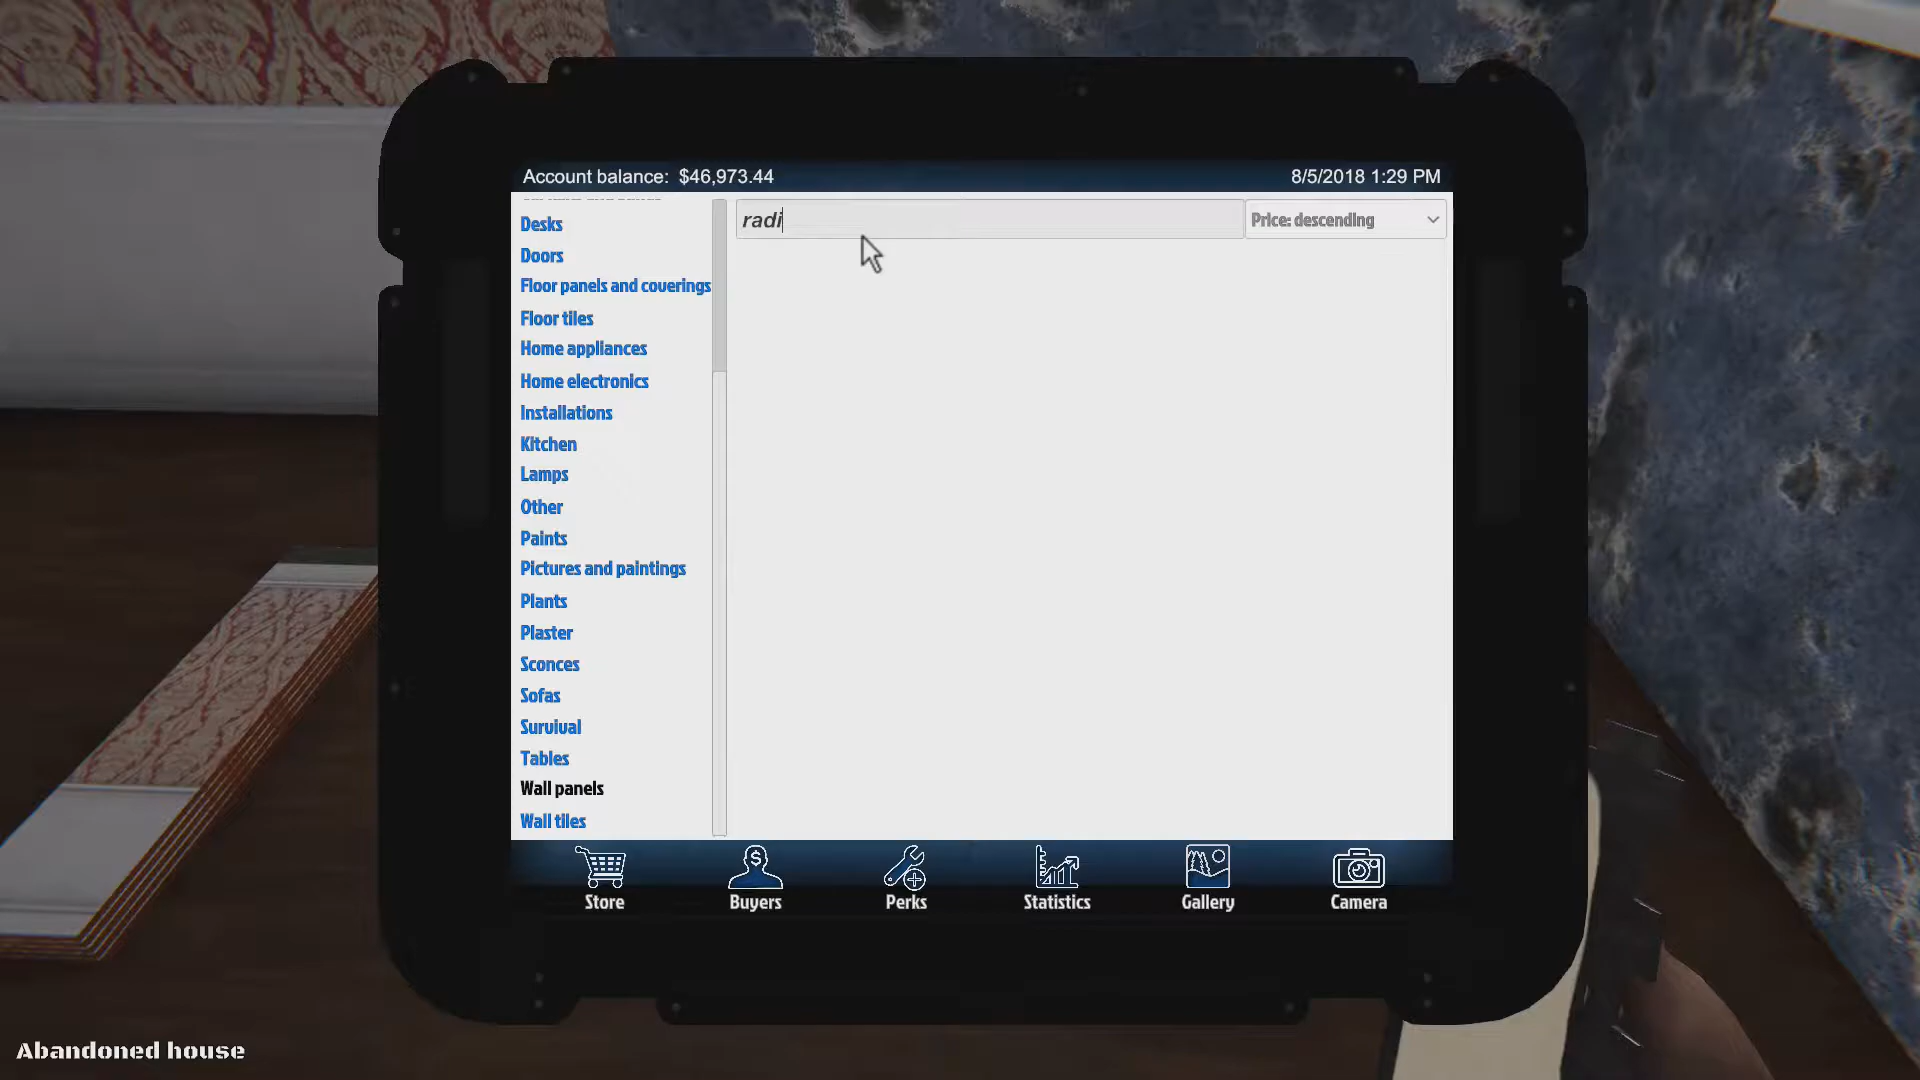 Account balance: $46,973.44
8/5/2018 1:29 PM
radi
Price: descending
Desks
Doors
Floor panels and coverings
Floor tiles
Home appliances
Home electronics
Installations
Kitchen
Lamps
Other
Paints
Pictures and paintings
Plants
Plaster
Sconces
Sofas
Survival
Tables
Wall panels
Wall tiles
Store
Buyers
Perks
Statistics
Gallery
Camera
Abandoned house